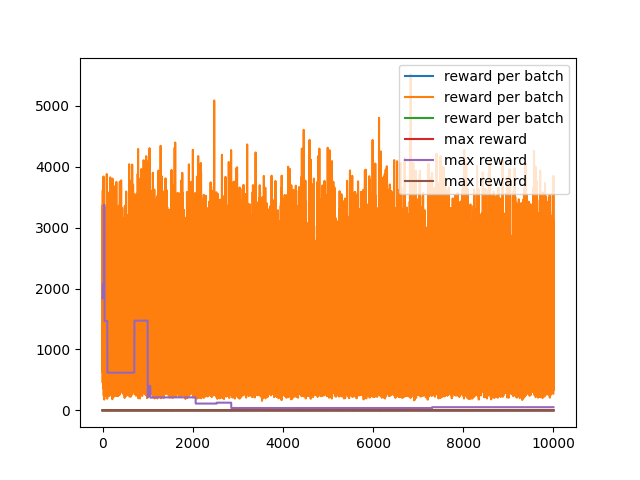 reward per batch
reward per batch
reward per batch
max reward
max reward
max reward
5000
4000
3000
2000
1000
0
0 2000 4000 6000 8000 10000